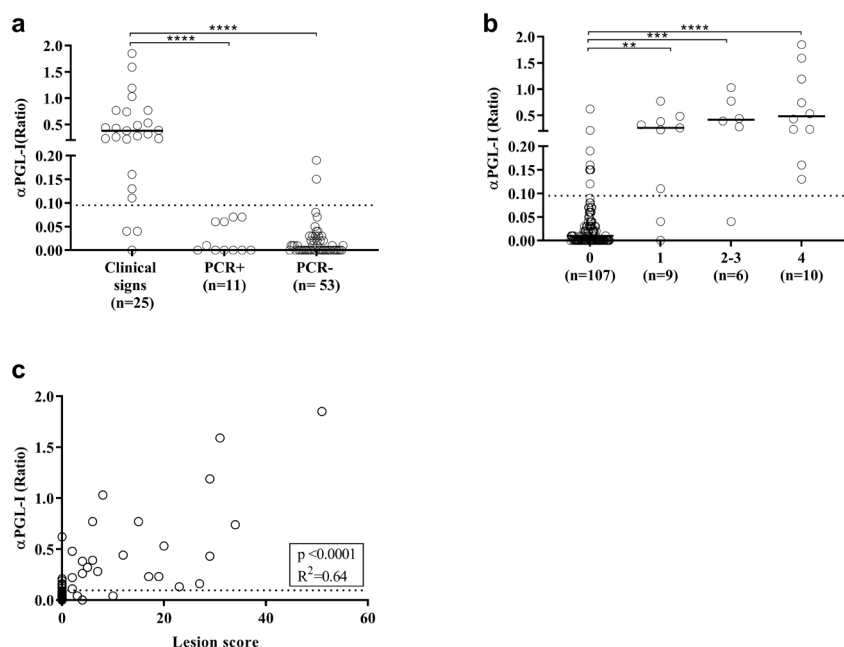 a
****
****
αPGL-I(Ratio)
2.0
1.5
1.0
0.5
0.20
0.15
0.10
0.05
0.00
Clinical signs (n=25)
PCR+ (n=11)
PCR- (n= 53)
b
****
***
**
αPGL-I (Ratio)
2.0
1.5
1.0
0.5
0.20
0.15
0.10
0.05
0.00
0 (n=107)
1 (n=9)
2-3 (n=6)
4 (n=10)
c
αPGL-I (Ratio)
2.0
1.5
1.0
0.5
0.0
p <0.0001
R²=0.64
0 20 40 60
Lesion score